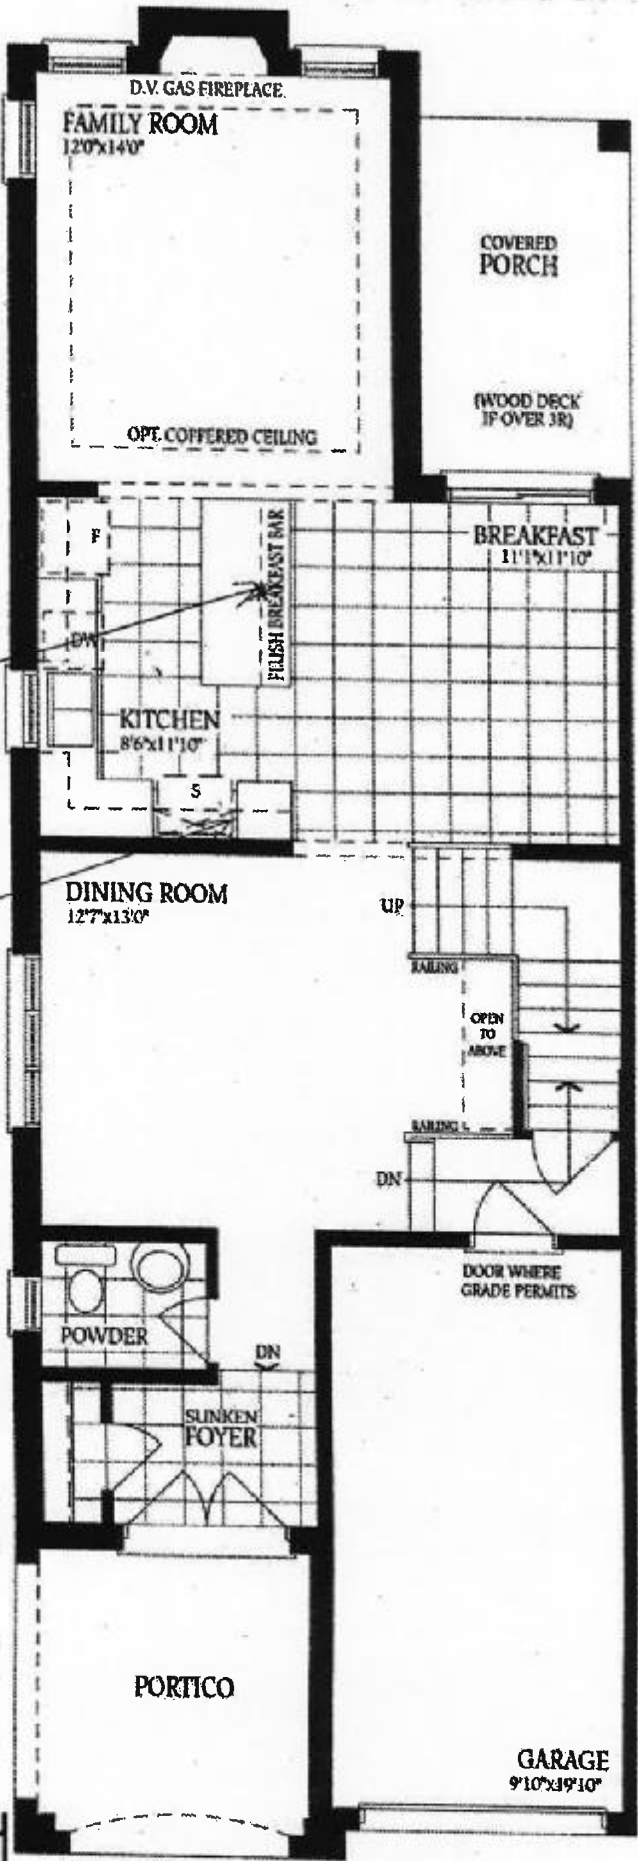 D.V. GAS FIREPLACE.
FAMILY ROOM
12'0"x14'0"
COVERED
PORCH
(WOOD DECK
IF OVER 3R)
OPT. COFFERED CEILING
F
BREAKFAST
11'1"x11'10"
FLUSH BREAKFAST BAR
DW
KITCHEN
8'6"x11'10"
S
DINING ROOM
12'7"x13'0"
UP
RAILING
OPEN
TO
ABOVE
RAILING
DN
DOOR WHERE
GRADE PERMITS
POWDER
DN
SUNKEN
FOYER
PORTICO
GARAGE
9'10"x19'10"